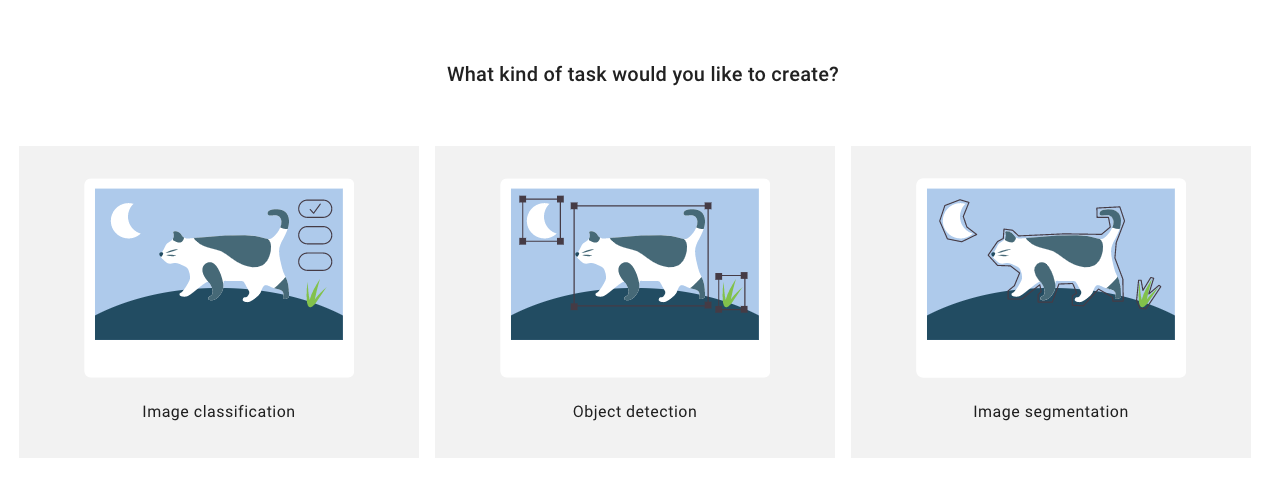 What kind of task would you like to create?
Image classification
Object detection
Image segmentation